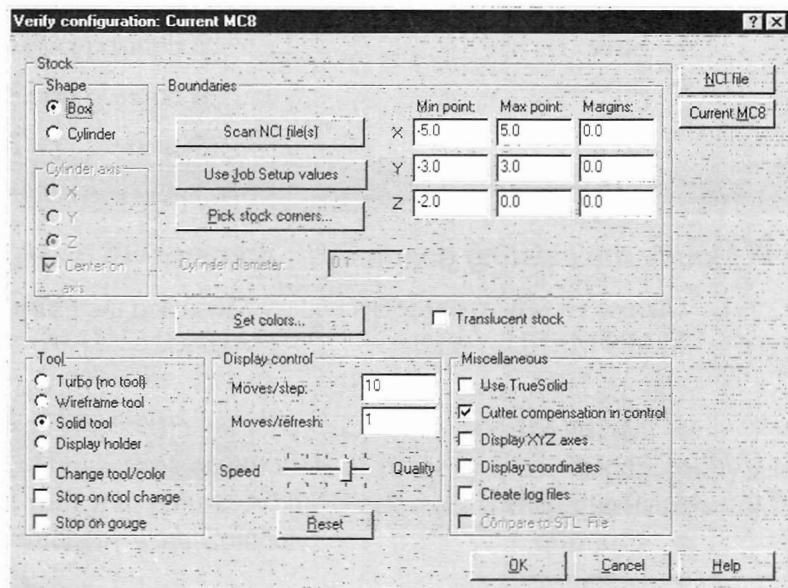 Verify configuration: Current MC8
Stock
Shape
Box
Cylinder
Cylinder axis
X
Y
Z
Center on
axis
Boundaries
Scan NCI file(s)
Use Job Setup values
Pick stock corners...
Min point: Max point: Margins:
X -5.0 5.0 0.0
Y -3.0 3.0 0.0
Z -2.0 0.0 0.0
Cylinder diameter: 0.1
Set colors...
Translucent stock
NCI file
Current MC8
Tool
Turbo (no tool)
Wireframe tool
Solid tool
Display holder
Change tool/color
Stop on tool change
Stop on gouge
Display control
Moves/step: 10
Moves/refresh: 1
Speed Quality
Reset
Miscellaneous
Use TrueSolid
Cutter compensation in control
Display XYZ axes
Display coordinates
Create log files
Compare to STL File
OK Cancel Help